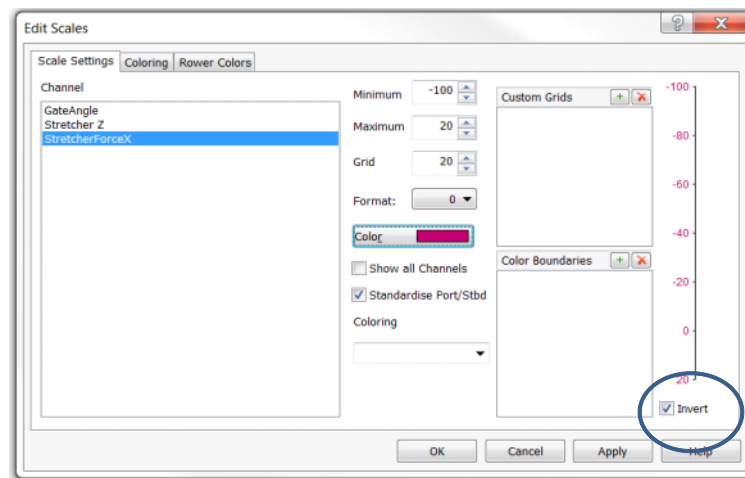 Edit Scales
Scale Settings Coloring Rower Colors
Channel
GateAngle
Stretcher Z
StretcherForceX
Minimum -100
Maximum 20
Grid 20
Format: 0
Color
Show all Channels
Standardise Port/Stbd
Coloring
Custom Grids
Color Boundaries
-100
-80
-60
-40
-20
0
20
Invert
OK Cancel Apply Help